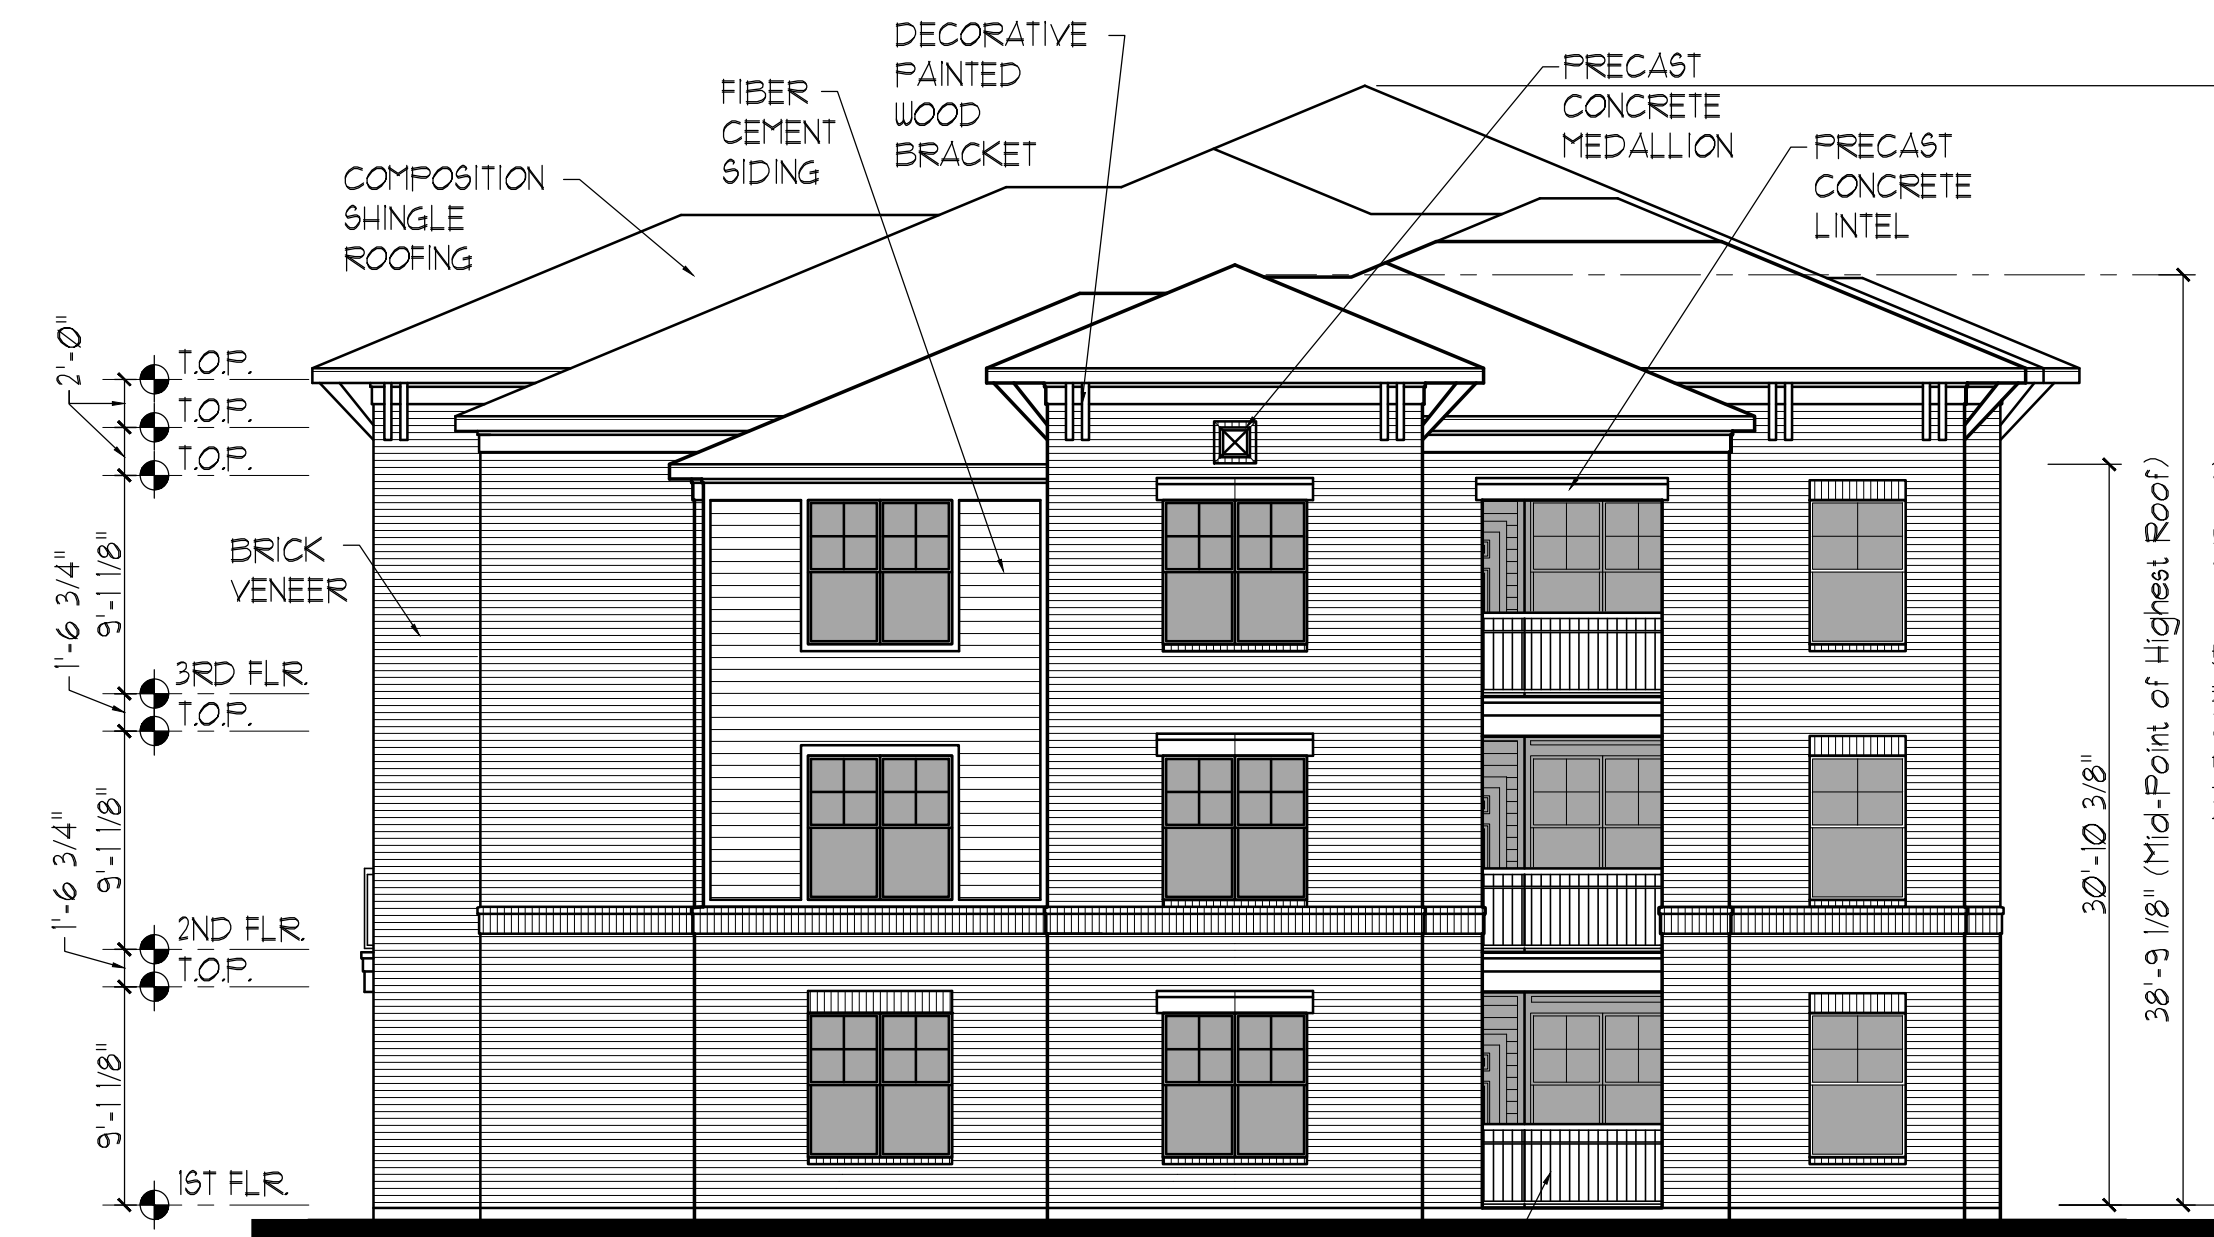 DECORATIVE
PAINTED
WOOD
BRACKET
FIBER
CEMENT
SIDING
PRECAST
CONCRETE
MEDALLION
PRECAST
CONCRETE
LINTEL
COMPOSITION
SHINGLE
ROOFING
2'-0"
T.O.P.
T.O.P.
T.O.P.
BRICK
VENEER
9'-1 1/8"
1'-6 3/4"
3RD FLR.
T.O.P.
9'-1 1/8"
1'-6 3/4"
2ND FLR.
T.O.P.
9'-1 1/8"
1ST FLR.
30'-10 3/8"
38'-9 1/8" (Mid-Point of Highest Roof)